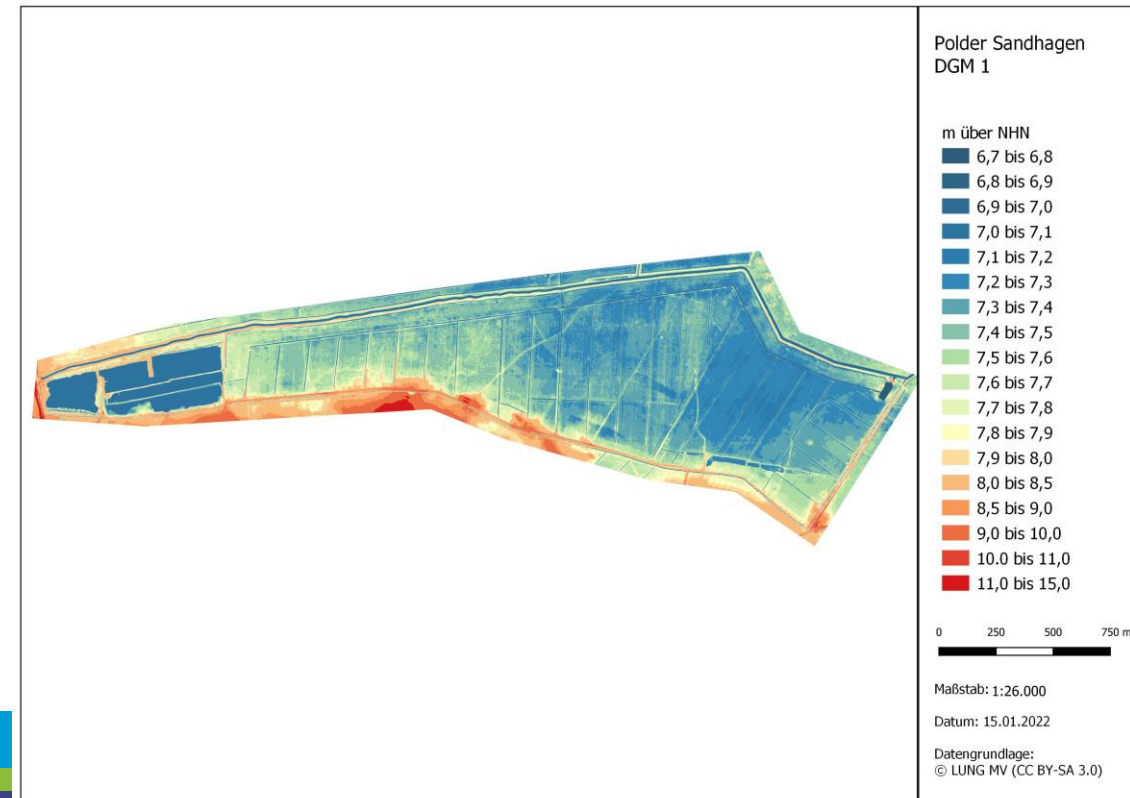 Polder Sandhagen
DGM 1
m über NHN
6,7 bis 6,8
6,8 bis 6,9
6,9 bis 7,0
7,0 bis 7,1
7,1 bis 7,2
7,2 bis 7,3
7,3 bis 7,4
7,4 bis 7,5
7,5 bis 7,6
7,6 bis 7,7
7,7 bis 7,8
7,8 bis 7,9
7,9 bis 8,0
8,0 bis 8,5
8,5 bis 9,0
9,0 bis 10,0
10.0 bis 11,0
11,0 bis 15,0
0 250 500 750 m
Maßstab: 1:26.000
Datum: 15.01.2022
Datengrundlage:
© LUNG MV (CC BY-SA 3.0)